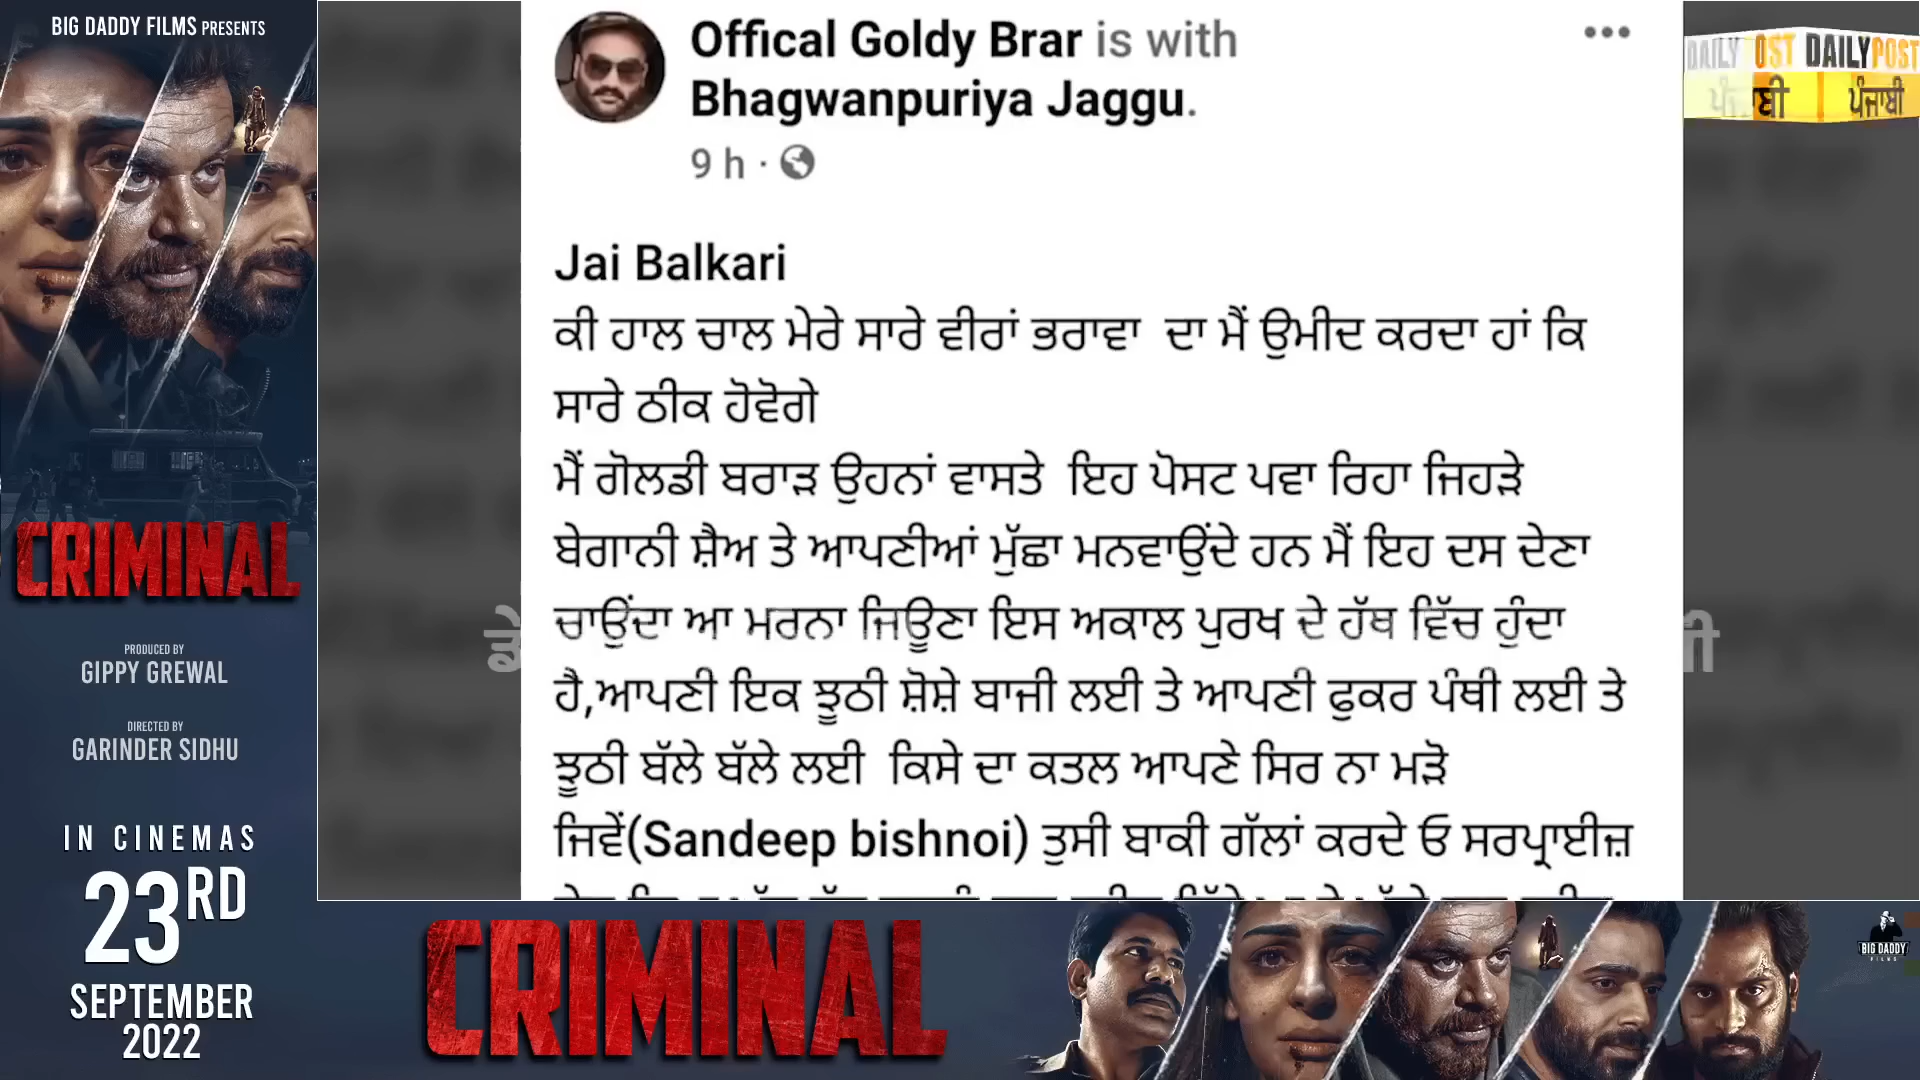 BIG DADDY FILMS PRESENTS
CRIMINAL
PRODUCED BY
GIPPY GREWAL
DIRECTED BY
GARINDER SIDHU
IN CINEMAS
23RD
SEPTEMBER
2022
Offical Goldy Brar is with
Bhagwanpuriya Jaggu.
9 h ·
Jai Balkari
ਕੀ ਹਾਲ ਚਾਲ ਮੇਰੇ ਸਾਰੇ ਵੀਰਾਂ ਭਰਾਵਾ ਦਾ ਮੈਂ ਉਮੀਦ ਕਰਦਾ ਹਾਂ ਕਿ
ਸਾਰੇ ਠੀਕ ਹੋਵੋਗੇ
ਮੈਂ ਗੋਲਡੀ ਬਰਾੜ ਉਹਨਾਂ ਵਾਸਤੇ ਇਹ ਪੋਸਟ ਪਵਾ ਰਿਹਾ ਜਿਹੜੇ
ਬੇਗਾਨੀ ਸ਼ੈਅ ਤੇ ਆਪਣੀਆਂ ਮੁੱਛਾ ਮਨਵਾਉਂਦੇ ਹਨ ਮੈਂ ਇਹ ਦਸ ਦੇਣਾ
ਚਾਉਂਦਾ ਆ ਮਰਨਾ ਜਿਊਣਾ ਇਸ ਅਕਾਲ ਪੁਰਖ ਦੇ ਹੱਥ ਵਿੱਚ ਹੁੰਦਾ
ਹੈ,ਆਪਣੀ ਇਕ ਝੂਠੀ ਸ਼ੋਸ਼ੇ ਬਾਜੀ ਲਈ ਤੇ ਆਪਣੀ ਫੁਕਰ ਪੰਥੀ ਲਈ ਤੇ
ਝੂਠੀ ਬੱਲੇ ਬੱਲੇ ਲਈ ਕਿਸੇ ਦਾ ਕਤਲ ਆਪਣੇ ਸਿਰ ਨਾ ਮੜੋ
ਜਿਵੇਂ(Sandeep bishnoi) ਤੁਸੀ ਬਾਕੀ ਗੱਲਾਂ ਕਰਦੇ ਓ ਸਰਪ੍ਰਾਈਜ਼
DAILY OST DAILYPOST
ਪੰਜਾਬੀ
CRIMINAL
BIG DADDY
FILMS